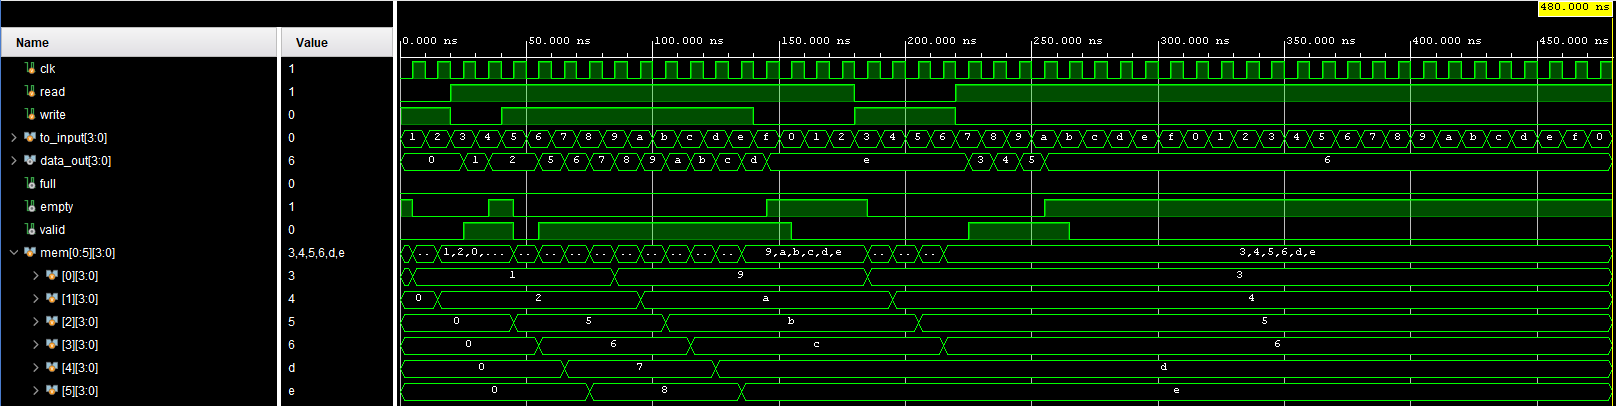 480.000 ns
Name Value 0.000 ns 50.000 ns 100.000 ns 150.000 ns 200.000 ns 250.000 ns 300.000 ns 350.000 ns 400.000 ns 450.000 ns
clk 1
read 1
write 0
to_input[3:0] 0 1 2 3 4 5 6 7 8 9 a b c d e f 0 1 2 3 4 5 6 7 8 9 a b c d e f 0 1 2 3 4 5 6 7 8 9 a b c d e f 0
data_out[3:0] 6 0 1 2 5 6 7 8 9 a b c d e 3 4 5 6
full 0
empty 1
valid 0
mem[0:5][3:0] 3,4,5,6,d,e .. 1,2,0,... .. .. .. .. .. .. .. .. .. 9,a,b,c,d,e .. .. .. 3,4,5,6,d,e
[0][3:0] 3 1 9 3
[1][3:0] 4 0 2 a 4
[2][3:0] 5 0 5 b 5
[3][3:0] 6 0 6 c 6
[4][3:0] d 0 7 d
[5][3:0] e 0 8 e